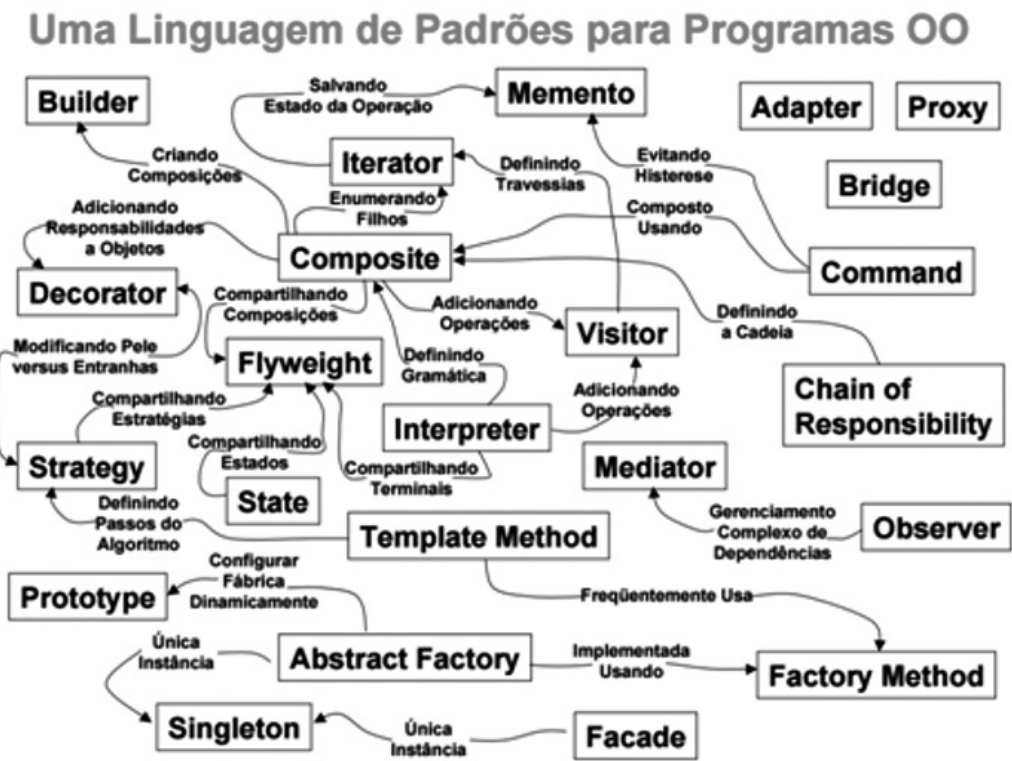 Uma Linguagem de Padrões para Programas OO
Builder
Salvando
Estado da Operação
Memento
Adapter
Proxy
Criando
Composições
Iterator
Definindo
Travessias
Evitando
Histerese
Bridge
Enumerando
Filhos
Adicionando
Responsabilidades
a Objetos
Composto
Usando
Composite
Command
Decorator
Compartilhando
Composições
Adicionando
Operações
Visitor
Definindo
a Cadeia
Modificando Pele
versus Entranhas
Flyweight
Definindo
Gramática
Compartilhando
Estratégias
Adicionando
Operações
Chain of
Responsibility
Interpreter
Strategy
Compartilhando
Estados
Compartilhando
Terminais
Mediator
State
Definindo
Passos do
Algoritmo
Template Method
Gerenciamento
Complexo de
Dependências
Observer
Prototype
Configurar
Fábrica
Dinamicamente
Freqüentemente Usa
Única
Instância
Abstract Factory
Implementada
Usando
Factory Method
Singleton
Única
Instância
Facade